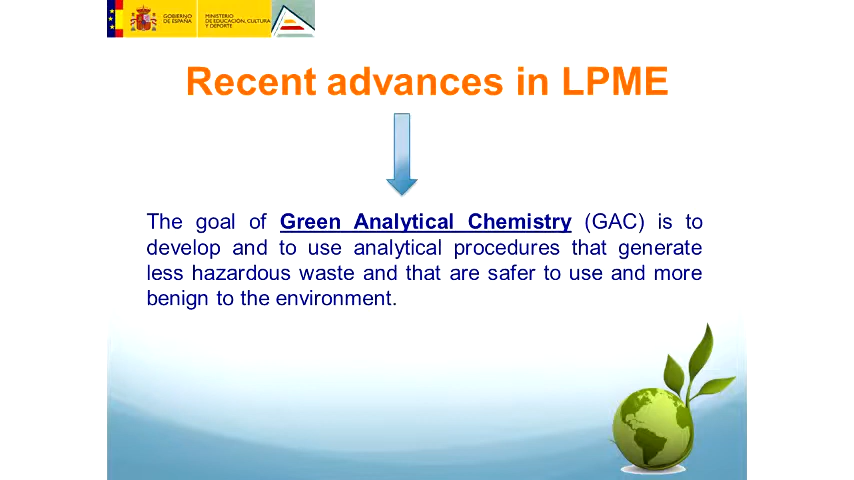 GOBIERNO
DE ESPAÑA
MINISTERIO
DE EDUCACIÓN, CULTURA
Y DEPORTE
Recent advances in LPME
The goal of Green Analytical Chemistry (GAC) is to
develop and to use analytical procedures that generate
less hazardous waste and that are safer to use and more
benign to the environment.